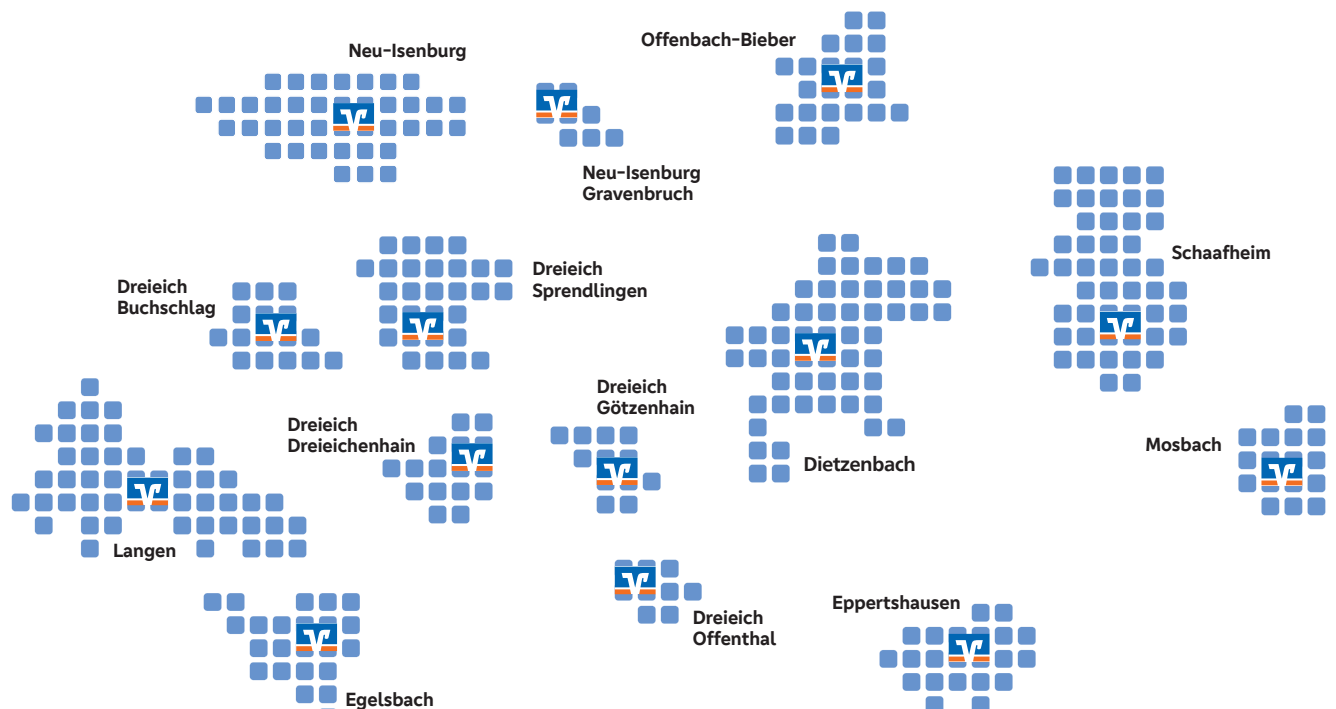 Neu-Isenburg
Offenbach-Bieber
Neu-Isenburg
Gravenbruch
Schaafheim
Dreieich
Sprendlingen
Dreieich
Buchschlag
Dreieich
Götzenhain
Dreieich
Dreieichenhain
Dietzenbach
Mosbach
Langen
Dreieich
Offenthal
Eppertshausen
Egelsbach